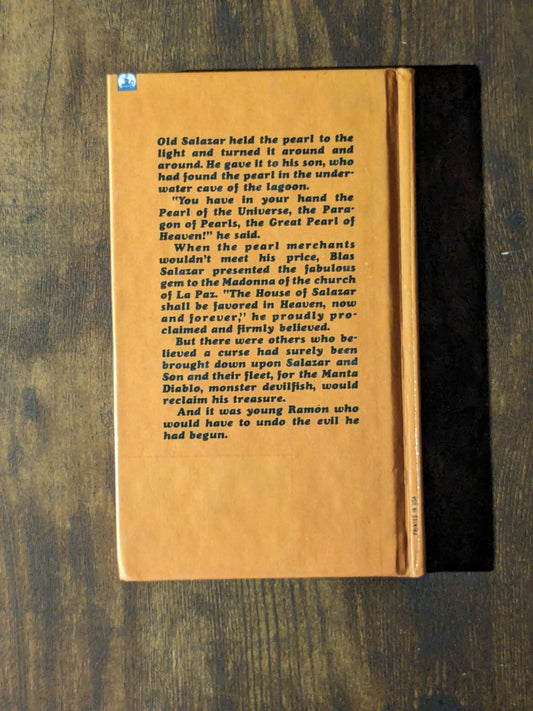 Old Salazar held the pearl to the
light and turned it around and
around. He gave it to his son, who
had found the pearl in the under-
water cave of the lagoon.
"You have in your hand the
Pearl of the Universe, the Para-
gon of Pearls, the Great Pearl of
Heaven!" he said.
When the pearl merchants
wouldn't meet his price, Blas
Salazar presented the fabulous
gem to the Madonna of the church
of La Paz. "The House of Salazar
shall be favored in Heaven, now
and forever," he proudly pro-
claimed and firmly believed.
But there were others who be-
lieved a curse had surely been
brought down upon Salazar and
Son and their fleet, for the Manta
Diablo, monster devilfish, would
reclaim his treasure.
And it was young Ramón who
would have to undo the evil he
had begun.
PRINTED IN USA